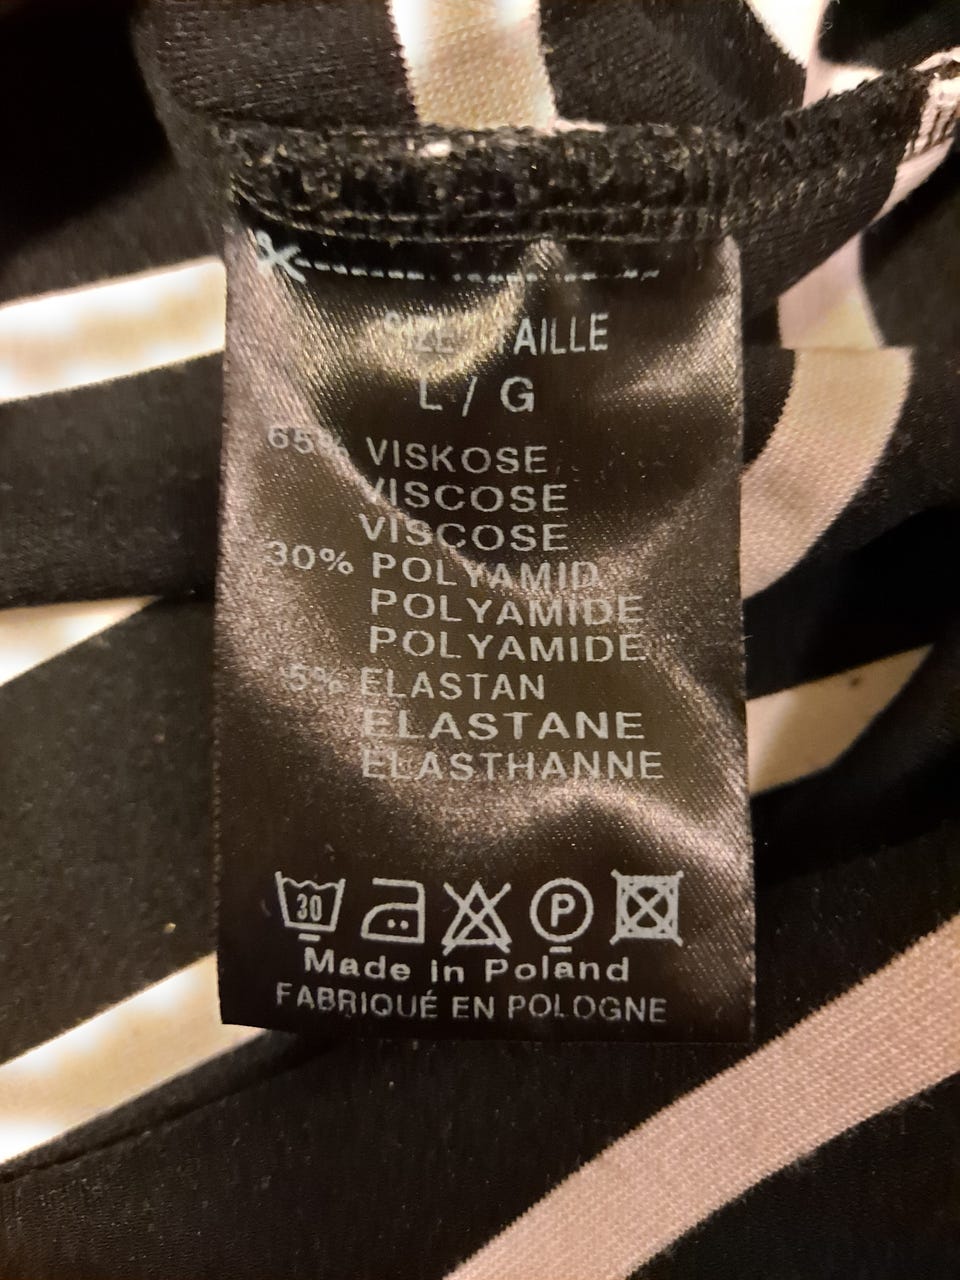 SIZE / TAILLE
L / G
65% VISKOSE
VISCOSE
VISCOSE
30% POLYAMID
POLYAMIDE
POLYAMIDE
5% ELASTAN
ELASTANE
ELASTHANNE
30
P
Made in Poland
FABRIQUÉ EN POLOGNE